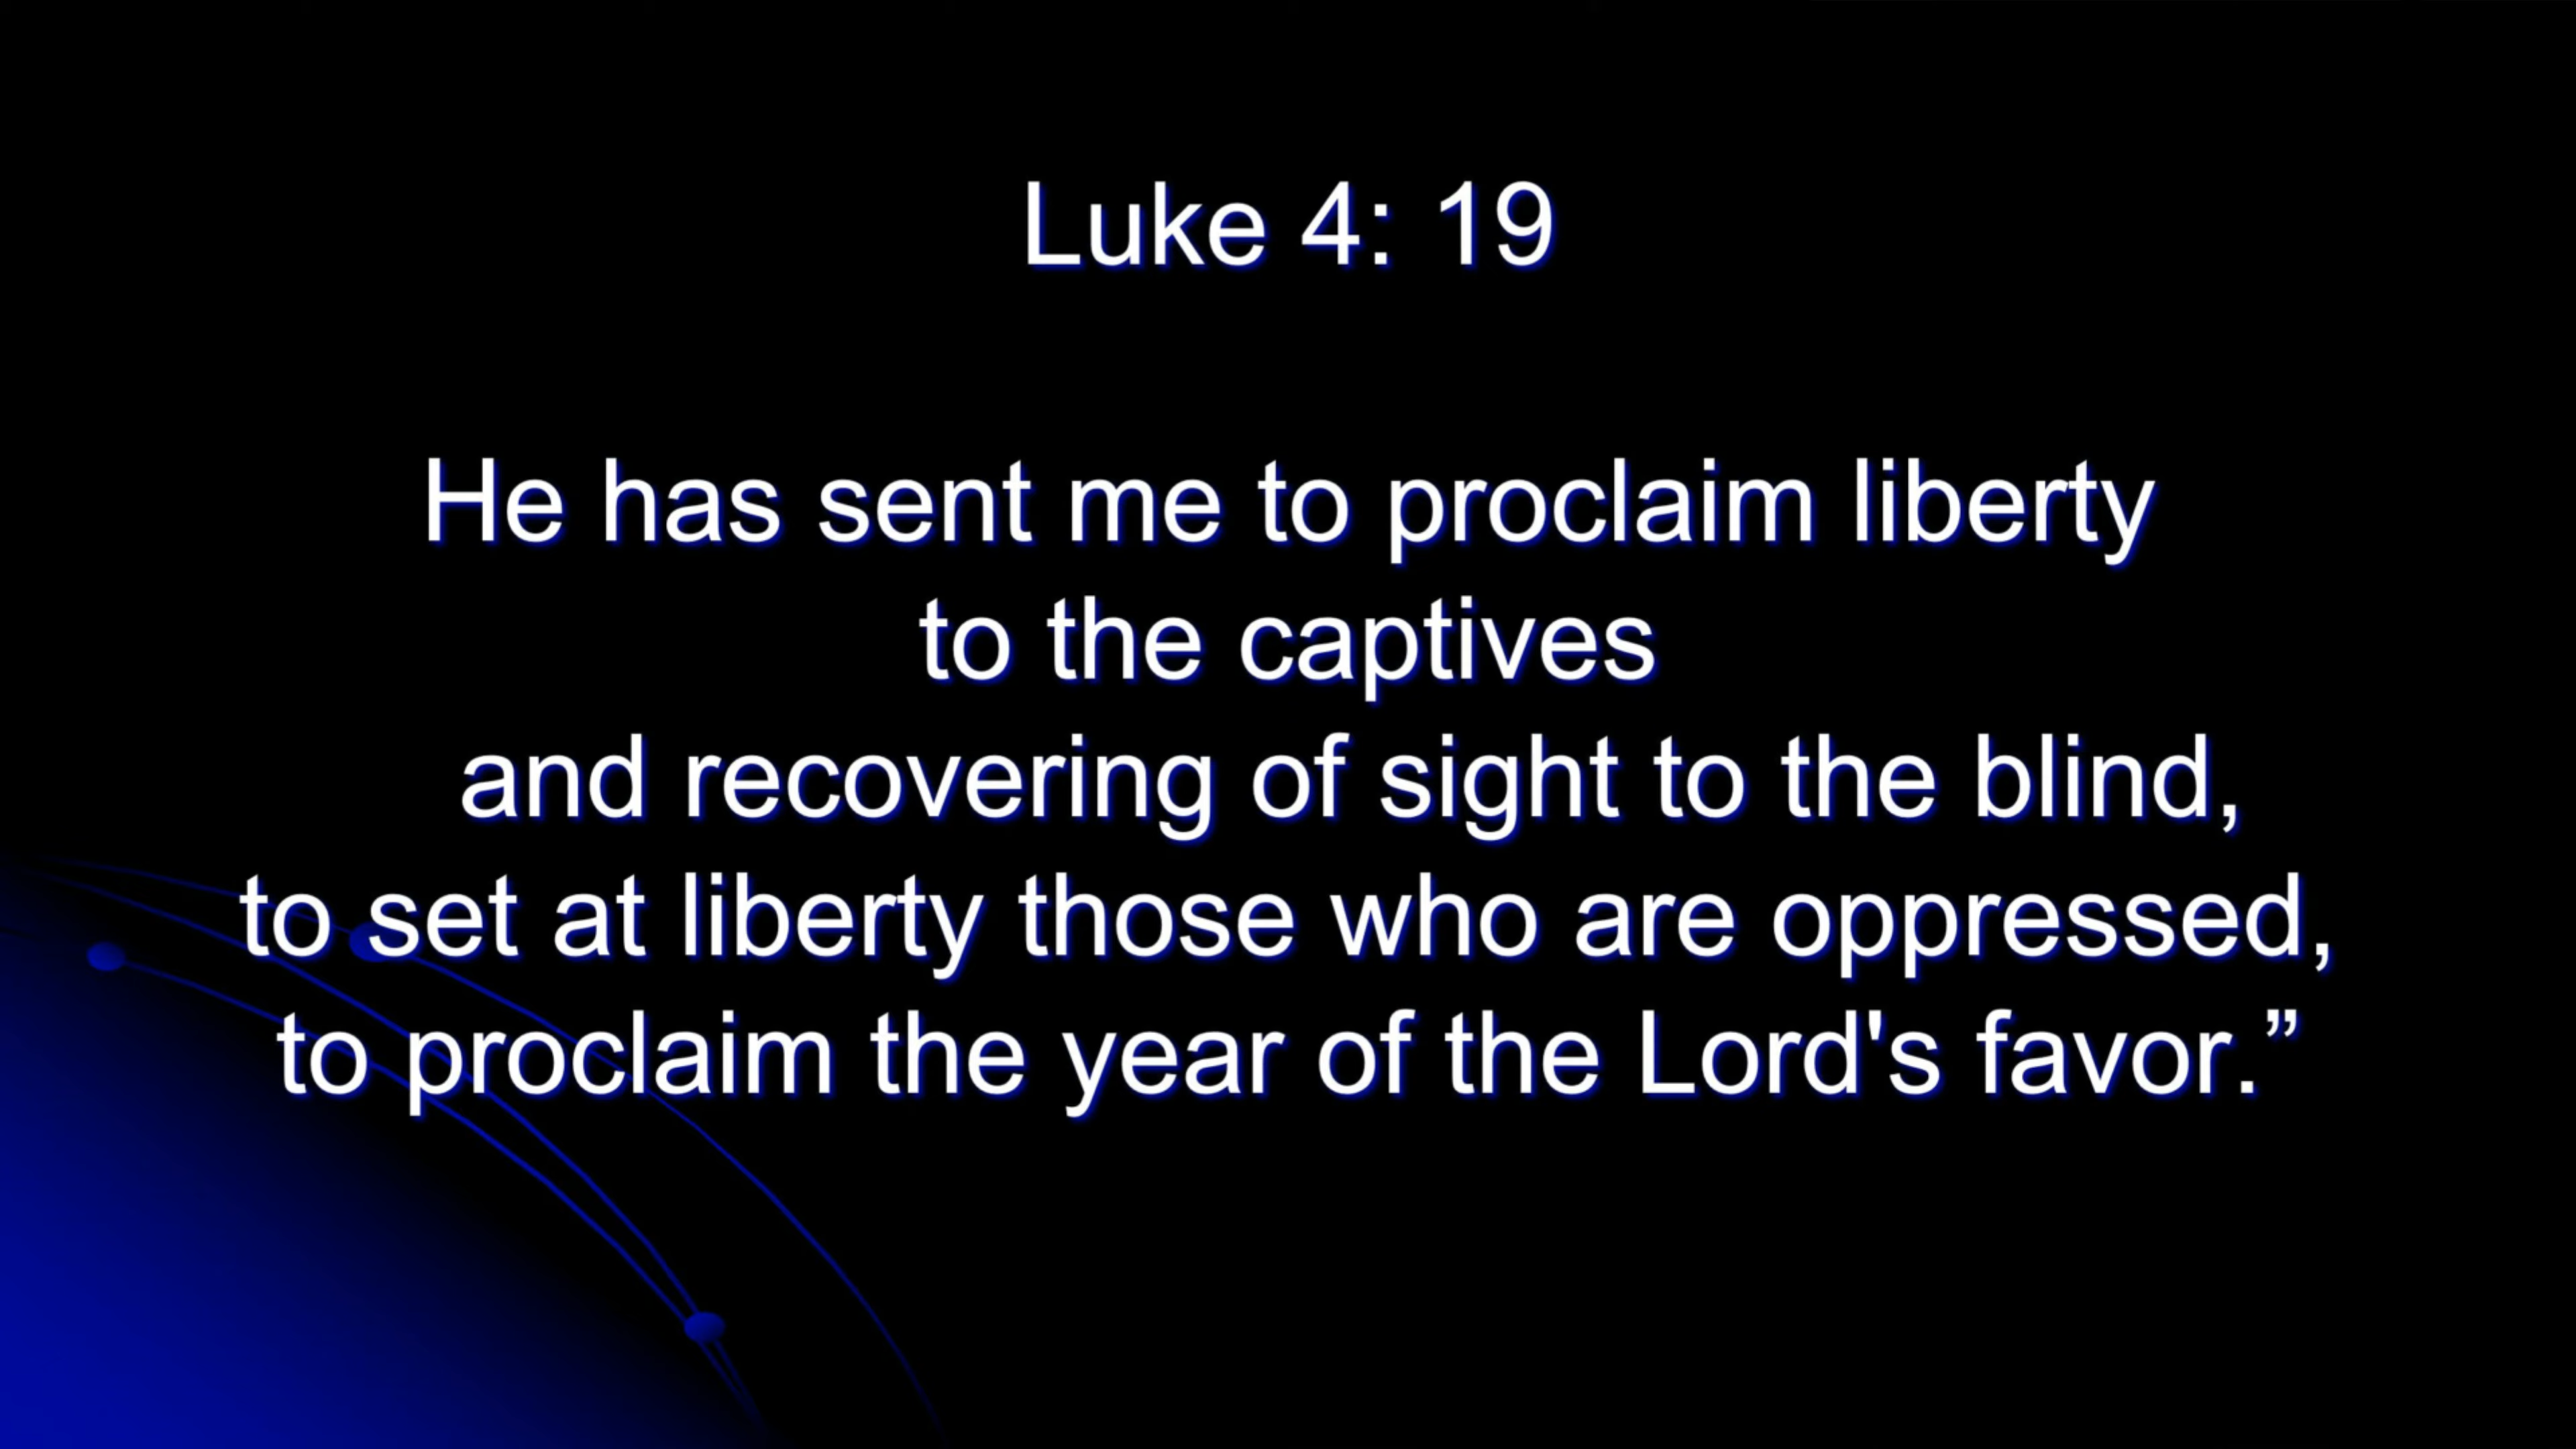 Luke 4: 19
He has sent me to proclaim liberty
to the captives
and recovering of sight to the blind,
to set at liberty those who are oppressed,
to proclaim the year of the Lord's favor.”